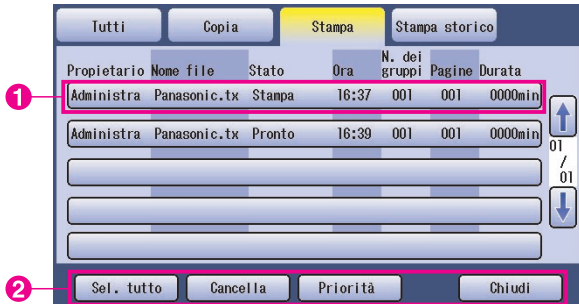 Tutti Copia Stampa Stampa storico
Propietario Nome file Stato Ora N. dei gruppi Pagine Durata
1 Administra Panasonic.tx Stampa 16:37 001 001 0000min
Administra Panasonic.tx Pronto 16:39 001 001 0000min
01
/
01
2 Sel. tutto Cancella Priorità Chiudi